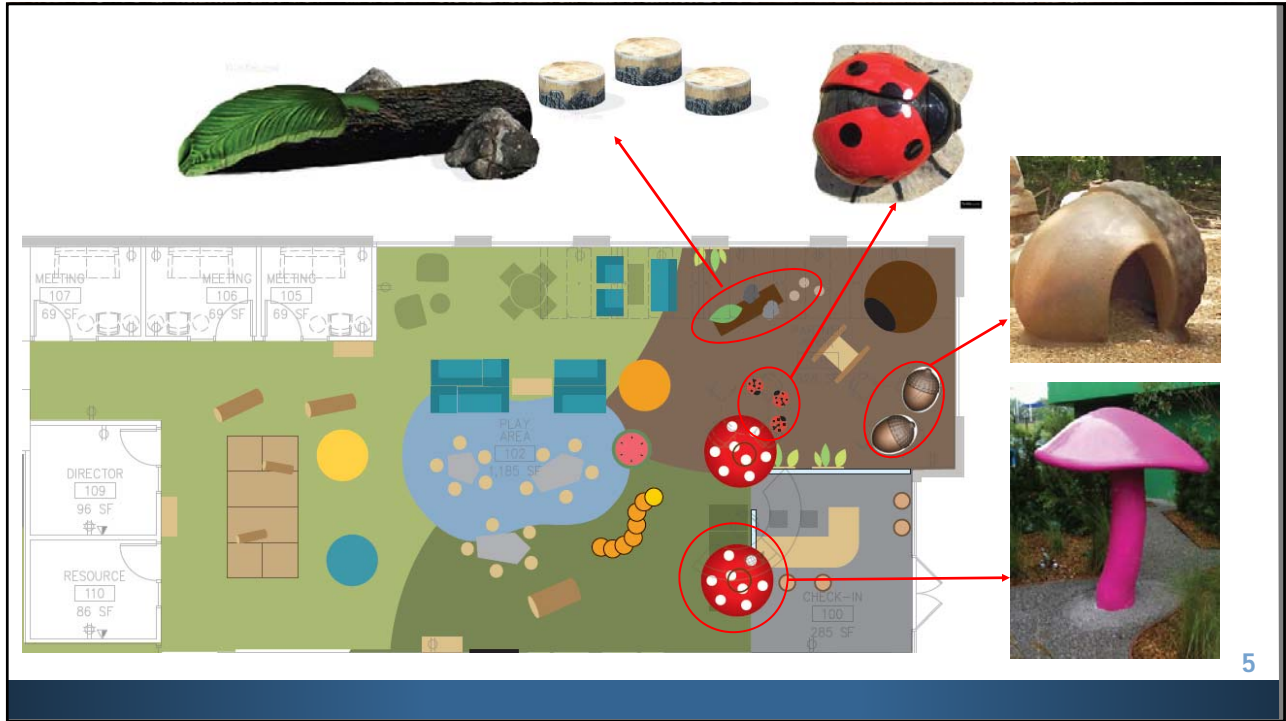 MEETING
107
69 SF
MEETING
106
69 SF
MEETING
105
69 SF
PLAY
AREA
102
1,185 SF
DIRECTOR
109
96 SF
RESOURCE
110
86 SF
CHECK-IN
100
285 SF
5